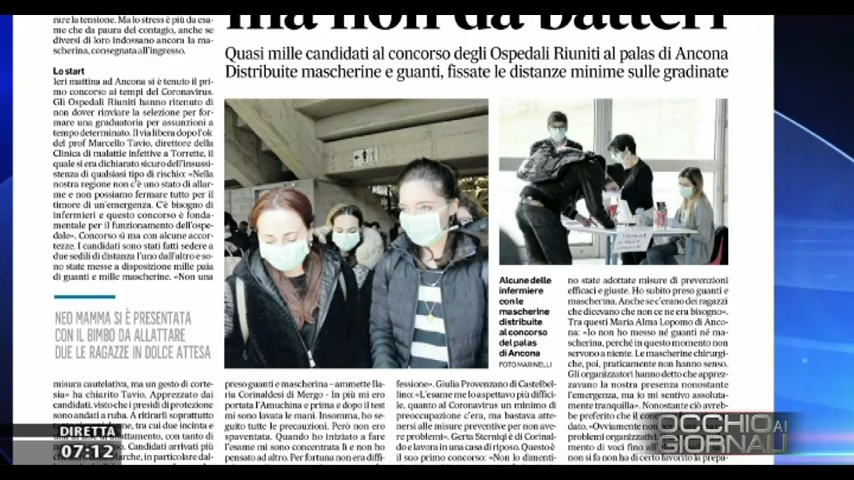 ma non da batteri
Quasi mille candidati al concorso degli Ospedali Riuniti al palas di Ancona
Distribuite mascherine e guanti, fissate le distanze minime sulle gradinate
rare la tensione. Ma lo stress è più da esa-
me che da paura del contagio, anche se
diversi di loro indossano ancora la ma-
scherina, consegnata all'ingresso.
Lo start
Ieri mattina ad Ancona si è tenuto il pri-
mo concorso ai tempi del Coronavirus.
Gli Ospedali Riuniti hanno ritenuto di
non dover rinviare la selezione per for-
mare una graduatoria per assunzioni a
tempo determinato. Il via libera dopo l'ok
del prof Marcello Tavio, direttore della
Clinica di malattie infettive a Torrette, il
quale si era dichiarato sicuro dell'insussi-
stenza di qualsiasi tipo di rischio: «Nella
nostra regione non c'è uno stato di allar-
me e non possiamo fermare tutto per il
timore di un'emergenza. C'è bisogno di
infermieri e questo concorso è fonda-
mentale per il funzionamento dell'ospe-
dale». Concorso sì ma con alcune accor-
tezze. I candidati sono stati fatti sedere a
due sedili di distanza l'uno dall'altro e so-
no state messe a disposizione mille paia
di guanti e mille mascherine. «Non una
NEO MAMMA SI È PRESENTATA
CON IL BIMBO DA ALLATTARE
DUE LE RAGAZZE IN DOLCE ATTESA
misura cautelativa, ma un gesto di corte-
sia» ha chiarito Tavio. Apprezzato dai
candidati, visto che i presidi di protezione
sono andati a ruba. A ritirarli soprattutto
Alcune delle
infermiere
con le
mascherine
distribuite
al concorso
del palas
di Ancona
FOTO MARINELLI
preso guanti e mascherina – ammette Ila-
ria Corinaldesi di Mergo - In più mi ero
portata l'Amuchina e prima e dopo il test
mi sono lavata le mani. Insomma, ho se-
guito tutte le precauzioni. Però non ero
spaventata. Quando ho iniziato a fare
l'esame mi sono concentrata lì e non ho
pensato ad altro. Per fortuna non era diffi-
fessione». Giulia Provenzano di Castelbel-
lino: «L'esame me lo aspettavo più diffici-
le, quanto al Coronavirus un minimo di
preoccupazione c'era, ma bastava atte-
nersi alle misure preventive per non ave-
re problemi». Gerta Sterniqi è di Corinal-
do e lavora in una casa di riposo. Questo è
il suo primo concorso: «Non lo dimenti-
no state adottate misure di prevenzioni
efficaci e giuste. Ho subito preso guanti e
mascherina. Anche se c'erano dei ragazzi
che dicevano che non ce ne era bisogno».
Tra questi Maria Alma Lopomo di Anco-
na: «Io non ho messo né guanti né ma-
scherina, perché in questo momento non
servono a niente. Le mascherine chirurgi-
che, poi, praticamente non hanno senso.
Gli organizzatori hanno detto che apprez-
zavano la nostra presenza nonostante
l'emergenza, ma io mi sentivo assoluta-
mente tranquilla». Nonostante ciò avreb-
DIRETTA
07:12
OCCHIO AI
GIORNALI